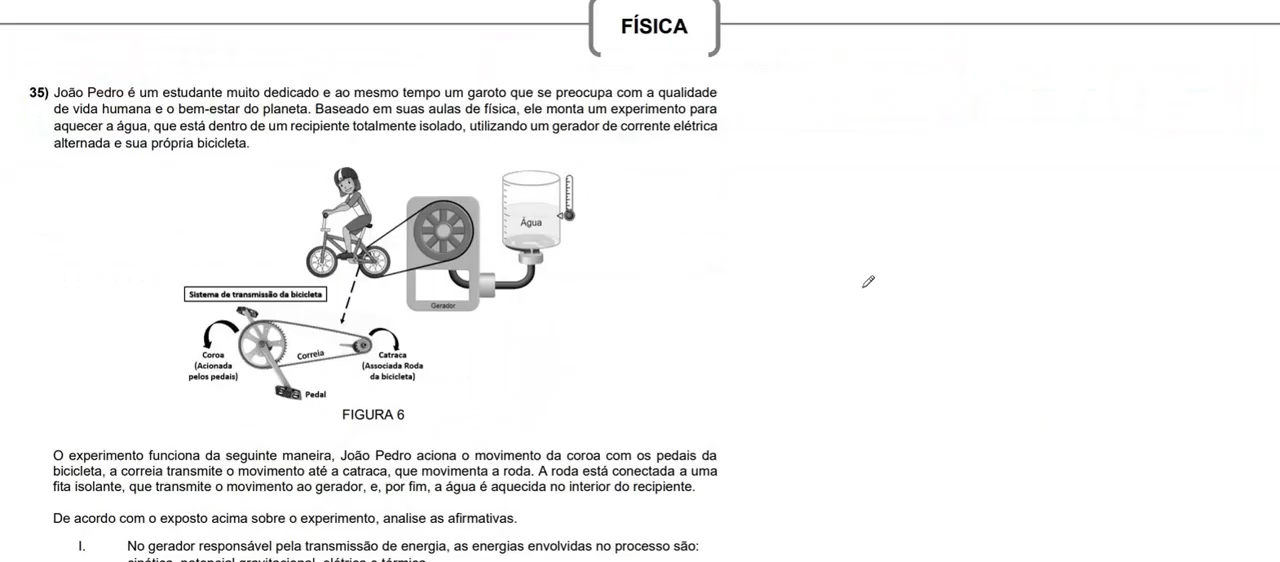 FÍSICA
35) João Pedro é um estudante muito dedicado e ao mesmo tempo um garoto que se preocupa com a qualidade
de vida humana e o bem-estar do planeta. Baseado em suas aulas de física, ele monta um experimento para
aquecer a água, que está dentro de um recipiente totalmente isolado, utilizando um gerador de corrente elétrica
alternada e sua própria bicicleta.
Água
Gerador
Sistema de transmissão da bicicleta
Coroa
(Acionada
pelos pedais)
Correia
Catraca
(Associada Roda
da bicicleta)
Pedal
FIGURA 6
O experimento funciona da seguinte maneira, João Pedro aciona o movimento da coroa com os pedais da
bicicleta, a correia transmite o movimento até a catraca, que movimenta a roda. A roda está conectada a uma
fita isolante, que transmite o movimento ao gerador, e, por fim, a água é aquecida no interior do recipiente.
De acordo com o exposto acima sobre o experimento, analise as afirmativas.
I. No gerador responsável pela transmissão de energia, as energias envolvidas no processo são:
cinética, potencial gravitacional, elétrica e térmica.